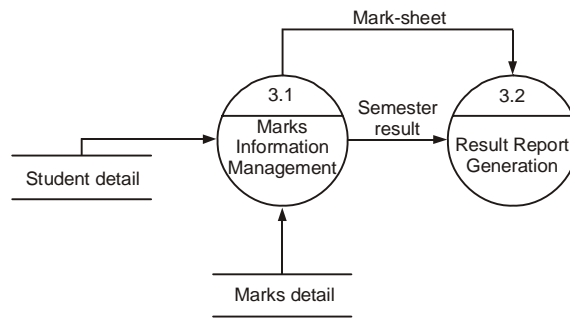 Mark-sheet
3.1
Marks
Information
Management
Semester
result
3.2
Result Report
Generation
Student detail
Marks detail